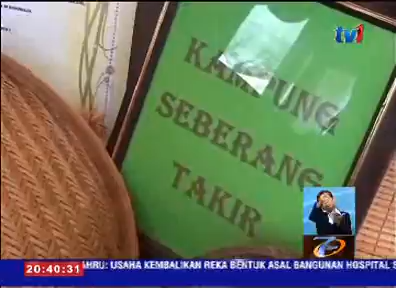 tv1
KAMPUNG
SEBERANG
TAKIR
20:40:31
AHRU: USAHA KEMBALIKAN REKA BENTUK ASAL BANGUNAN HOSPITAL S